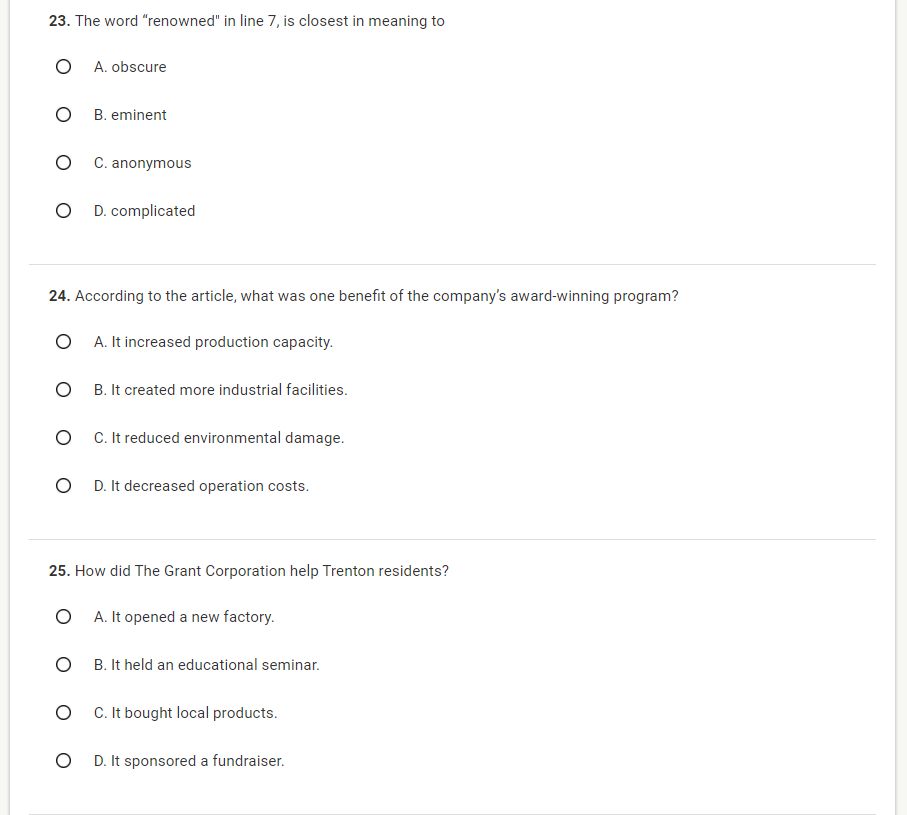 23. The word “renowned" in line 7, is closest in meaning to
A. obscure
B. eminent
C. anonymous
D. complicated
24. According to the article, what was one benefit of the company's award-winning program?
A. It increased production capacity.
B. It created more industrial facilities.
C. It reduced environmental damage.
D. It decreased operation costs.
25. How did The Grant Corporation help Trenton residents?
A. It opened a new factory.
B. It held an educational seminar.
C. It bought local products.
D. It sponsored a fundraiser.